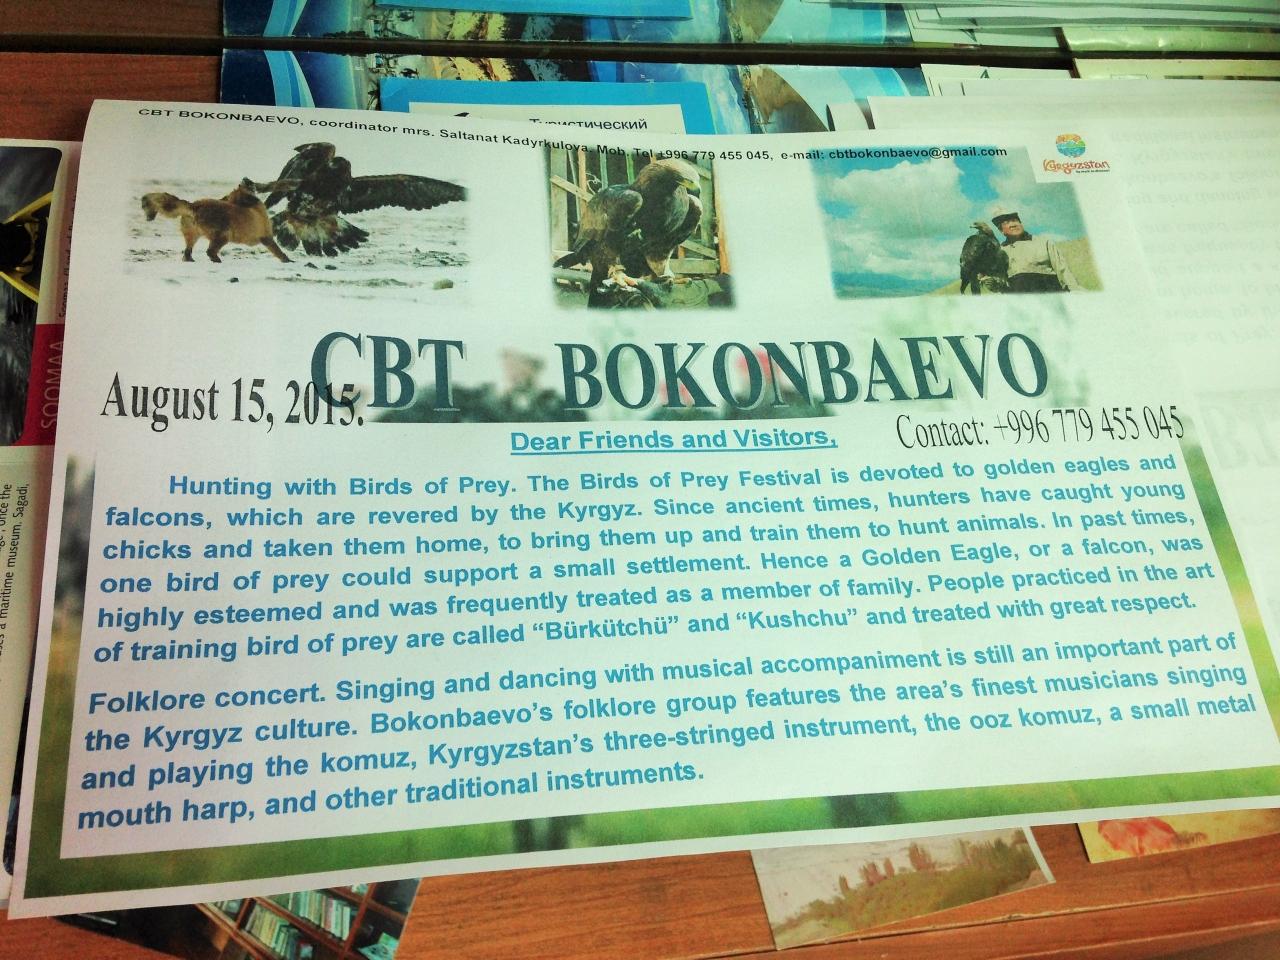 Туристический
CBT BOKONBAEVO, coordinator mrs. Saltanat Kadyrkulova, Mob. Tel +996 779 455 045, e-mail: cbtbokonbaevo@gmail.com
Kyrgyzstan
CBT BOKONBAEVO
August 15, 2015.
Contact: +996 779 455 045
Dear Friends and Visitors,
Hunting with Birds of Prey. The Birds of Prey Festival is devoted to golden eagles and
falcons, which are revered by the Kyrgyz. Since ancient times, hunters have caught young
chicks and taken them home, to bring them up and train them to hunt animals. In past times,
one bird of prey could support a small settlement. Hence a Golden Eagle, or a falcon, was
highly esteemed and was frequently treated as a member of family. People practiced in the art
of training bird of prey are called “Bürkütchü” and “Kushchu” and treated with great respect.
Folklore concert. Singing and dancing with musical accompaniment is still an important part of
the Kyrgyz culture. Bokonbaevo’s folklore group features the area’s finest musicians singing
and playing the komuz, Kyrgyzstan’s three-stringed instrument, the ooz komuz, a small metal
mouth harp, and other traditional instruments.
SOOMAA
once the
a maritime museum. Sagadi,